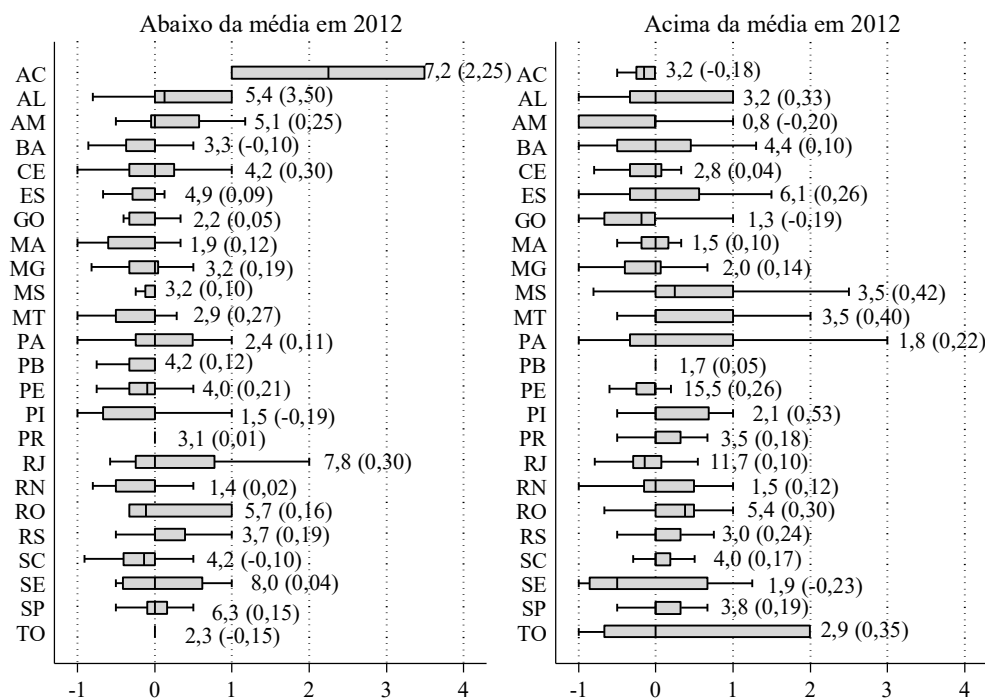 Abaixo da média em 2012
AC 7,2 (2,25)
AL 5,4 (3,50)
AM 5,1 (0,25)
BA 3,3 (-0,10)
CE 4,2 (0,30)
ES 4,9 (0,09)
GO 2,2 (0,05)
MA 1,9 (0,12)
MG 3,2 (0,19)
MS 3,2 (0,10)
MT 2,9 (0,27)
PA 2,4 (0,11)
PB 4,2 (0,12)
PE 4,0 (0,21)
PI 1,5 (-0,19)
PR 3,1 (0,01)
RJ 7,8 (0,30)
RN 1,4 (0,02)
RO 5,7 (0,16)
RS 3,7 (0,19)
SC 4,2 (-0,10)
SE 8,0 (0,04)
SP 6,3 (0,15)
TO 2,3 (-0,15)
-1 0 1 2 3 4
Acima da média em 2012
AC 3,2 (-0,18)
AL 3,2 (0,33)
AM 0,8 (-0,20)
BA 4,4 (0,10)
CE 2,8 (0,04)
ES 6,1 (0,26)
GO 1,3 (-0,19)
MA 1,5 (0,10)
MG 2,0 (0,14)
MS 3,5 (0,42)
MT 3,5 (0,40)
PA 1,8 (0,22)
PB 1,7 (0,05)
PE 15,5 (0,26)
PI 2,1 (0,53)
PR 3,5 (0,18)
RJ 11,7 (0,10)
RN 1,5 (0,12)
RO 5,4 (0,30)
RS 3,0 (0,24)
SC 4,0 (0,17)
SE 1,9 (-0,23)
SP 3,8 (0,19)
TO 2,9 (0,35)
-1 0 1 2 3 4